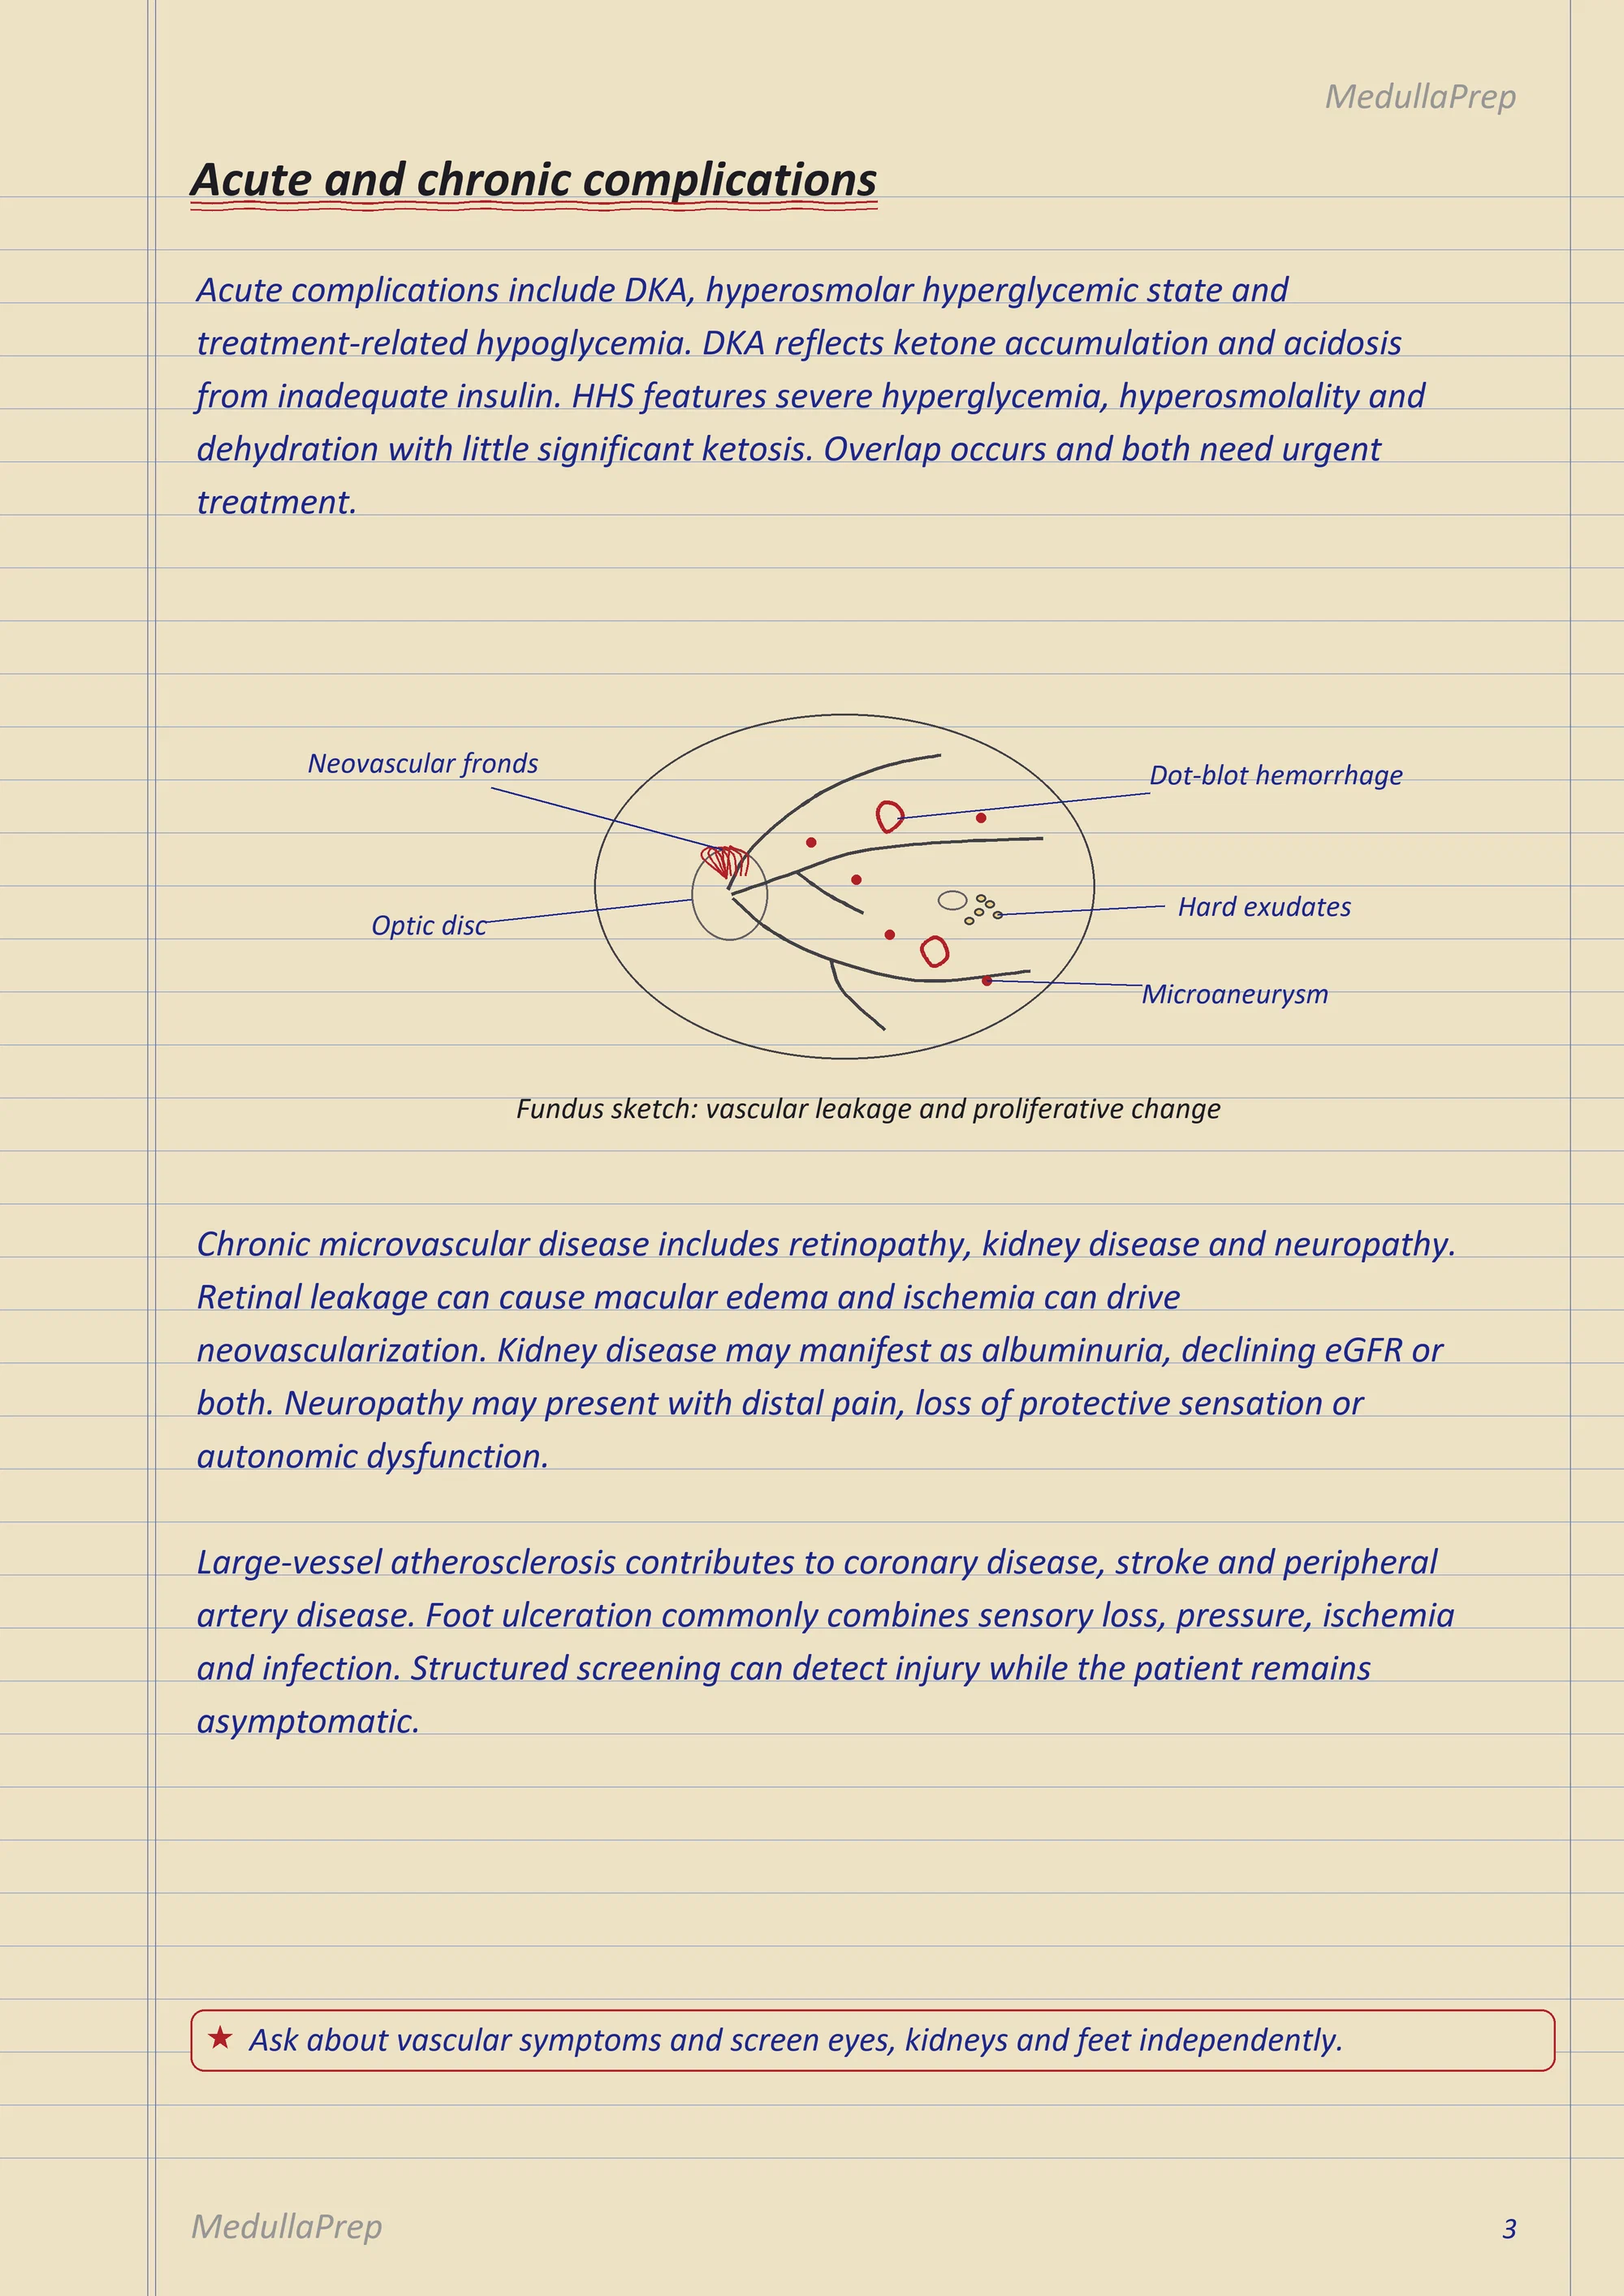 MedullaPrep
Acute and chronic complications
Acute complications include DKA, hyperosmolar hyperglycemic state and
treatment-related hypoglycemia. DKA reflects ketone accumulation and acidosis
from inadequate insulin. HHS features severe hyperglycemia, hyperosmolality and
dehydration with little significant ketosis. Overlap occurs and both need urgent
treatment.
Neovascular fronds
Dot-blot hemorrhage
Optic disc
Hard exudates
Microaneurysm
Fundus sketch: vascular leakage and proliferative change
Chronic microvascular disease includes retinopathy, kidney disease and neuropathy.
Retinal leakage can cause macular edema and ischemia can drive
neovascularization. Kidney disease may manifest as albuminuria, declining eGFR or
both. Neuropathy may present with distal pain, loss of protective sensation or
autonomic dysfunction.
Large-vessel atherosclerosis contributes to coronary disease, stroke and peripheral
artery disease. Foot ulceration commonly combines sensory loss, pressure, ischemia
and infection. Structured screening can detect injury while the patient remains
asymptomatic.
★ Ask about vascular symptoms and screen eyes, kidneys and feet independently.
MedullaPrep
3